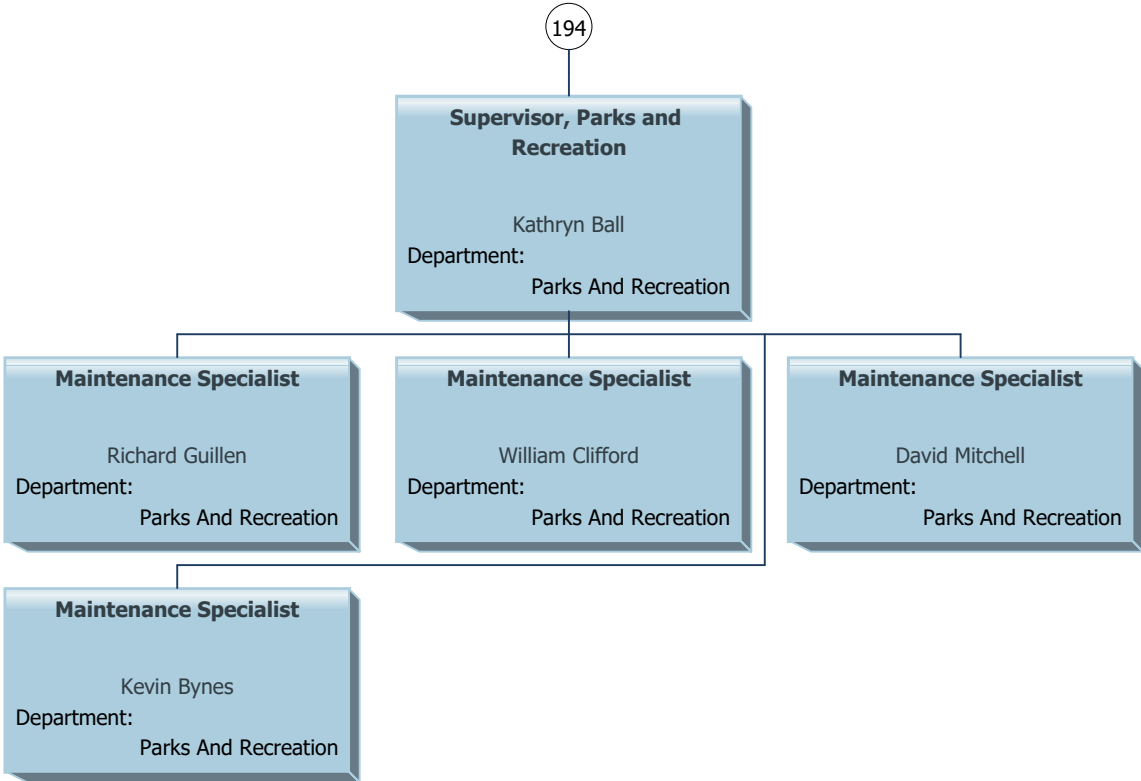 194
Supervisor, Parks and
Recreation
Kathryn Ball
Department:
Parks And Recreation
Maintenance Specialist
Richard Guillen
Department:
Parks And Recreation
Maintenance Specialist
William Clifford
Department:
Parks And Recreation
Maintenance Specialist
David Mitchell
Department:
Parks And Recreation
Maintenance Specialist
Kevin Bynes
Department:
Parks And Recreation